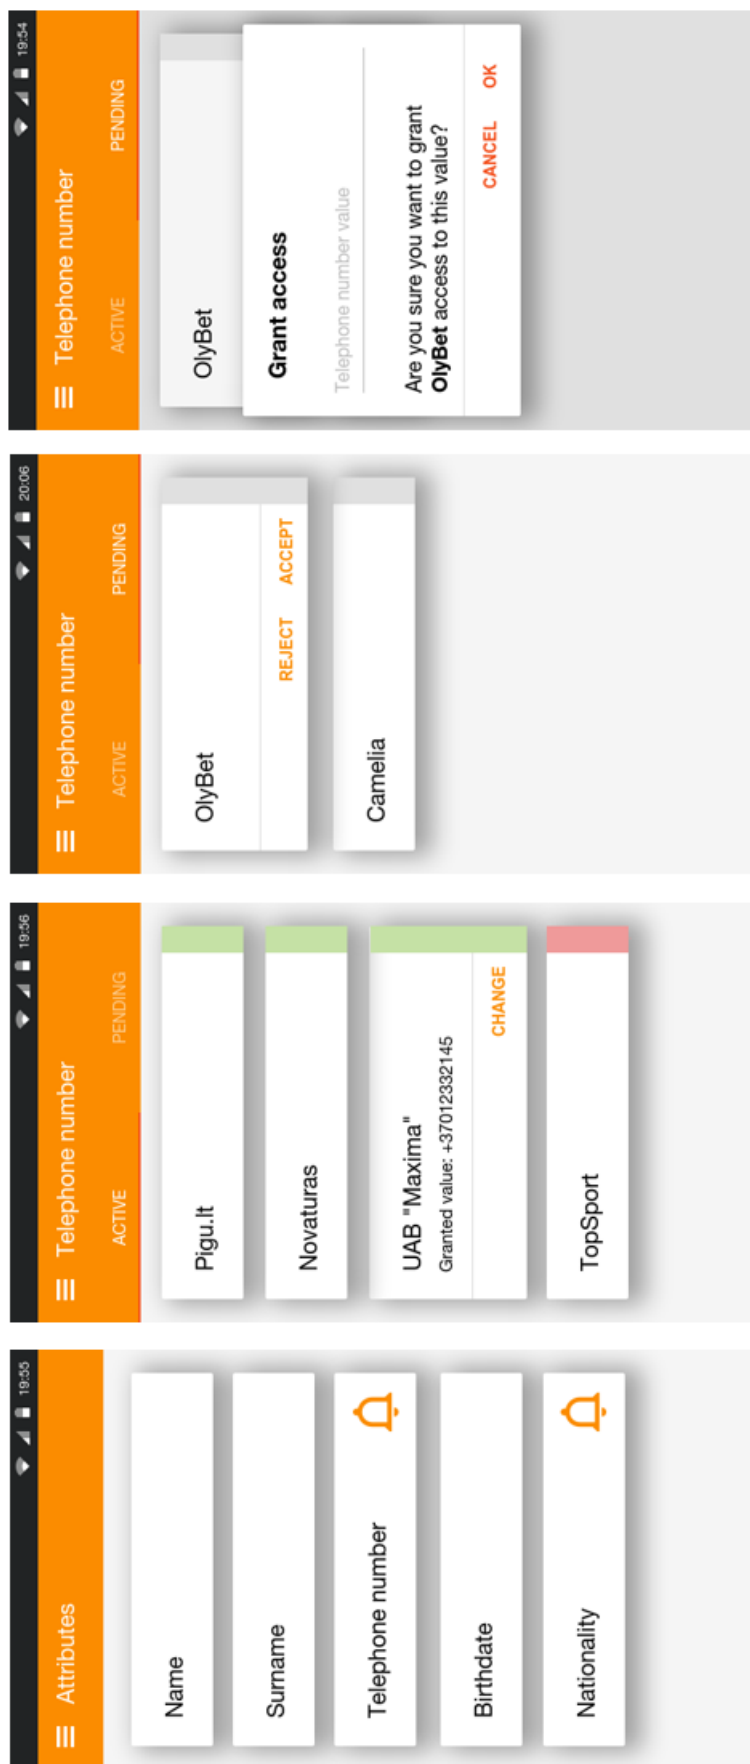 19:55
Attributes
Name
Surname
Telephone number
Birthdate
Nationality
19:56
Telephone number
ACTIVE PENDING
Pigu.lt
Novaturas
UAB "Maxima"
Granted value: +37012332145
CHANGE
TopSport
20:06
Telephone number
ACTIVE PENDING
OlyBet
REJECT ACCEPT
Camelia
19:54
Telephone number
ACTIVE PENDING
OlyBet
Grant access
Telephone number value
Are you sure you want to grant
OlyBet access to this value?
CANCEL OK